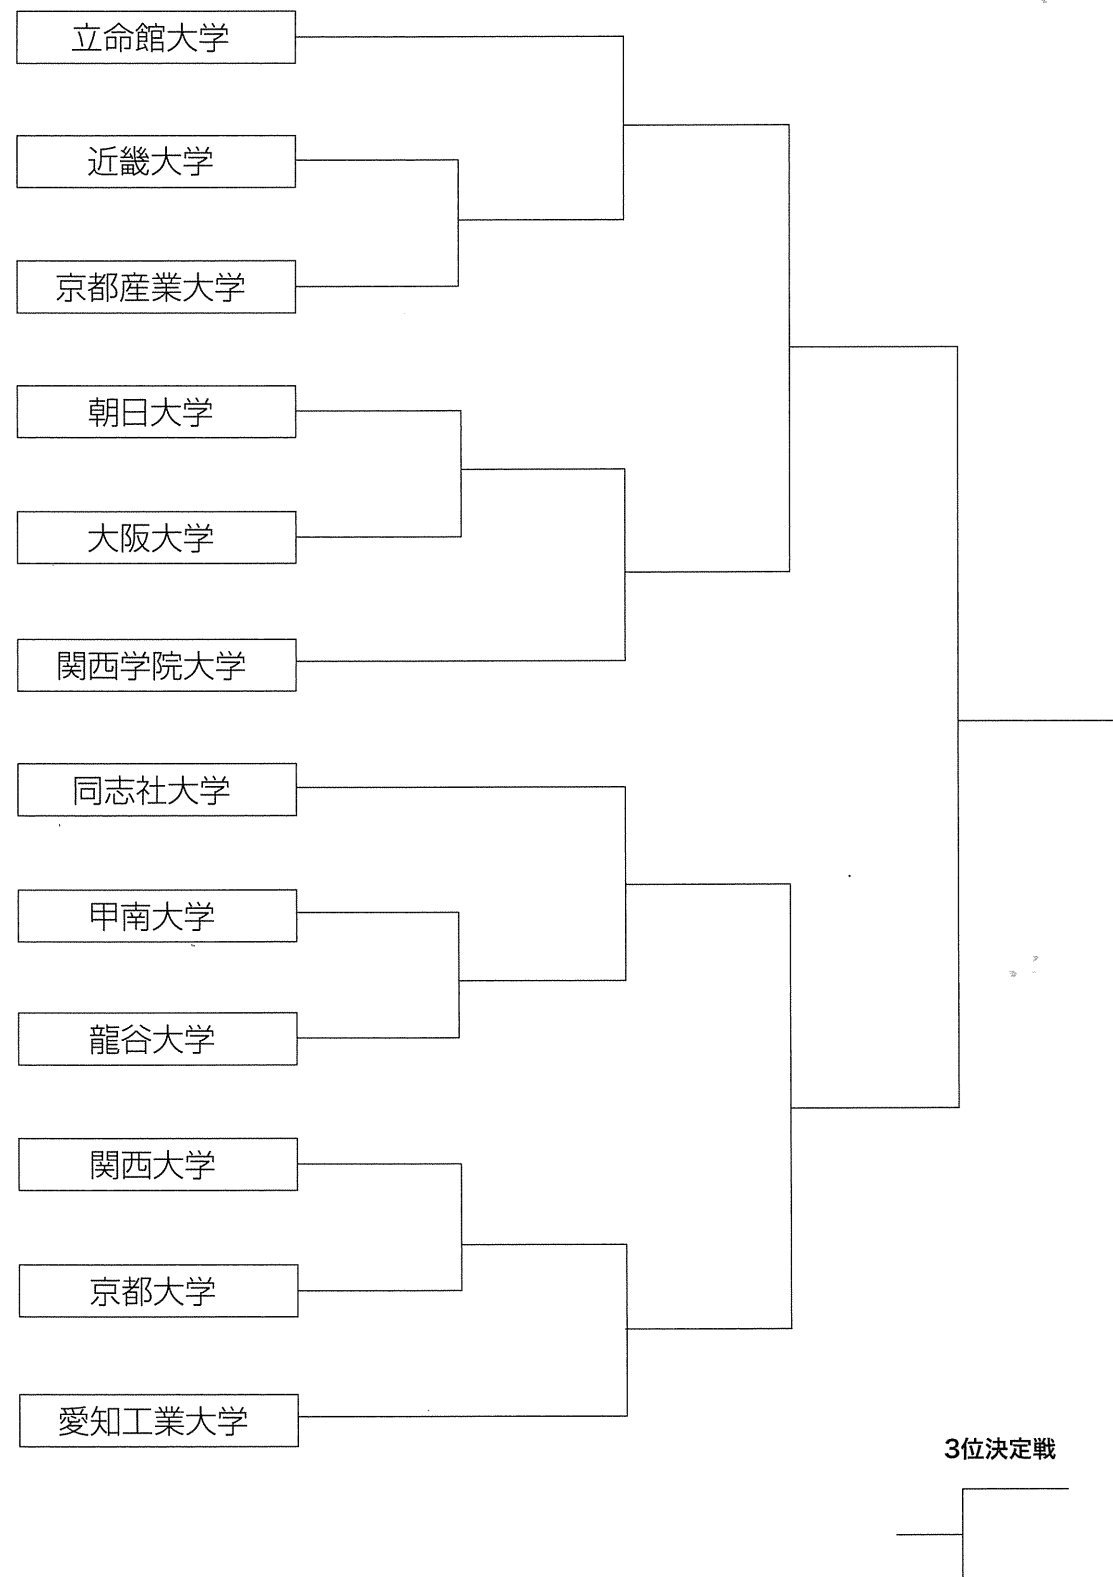 立命館大学
近畿大学
京都産業大学
朝日大学
大阪大学
関西学院大学
同志社大学
甲南大学
龍谷大学
関西大学
京都大学
愛知工業大学
3位決定戦